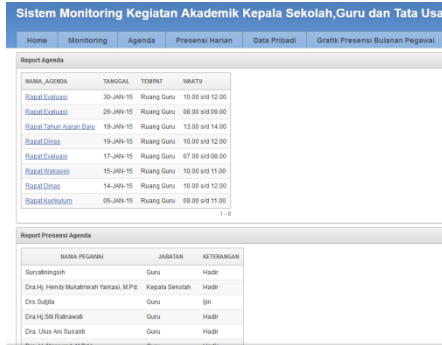 Sistem Monitoring Kegiatan Akademik Kepala Sekolah,Guru dan Tata Usa
Home Monitoring Agenda Presensi Harian Data Pribadi Grafik Presensi Bulanan Pegawai
Report Agenda
NAMA_AGENDA TANGGAL TEMPAT WAKTU
Rapat Evaluasi 30-JAN-15 Ruang Guru 10.00 s/d 12.00
Rapat Evaluasi 26-JAN-15 Ruang Guru 08.00 s/d 09.00
Rapat Tahun Ajaran Baru 19-JAN-15 Ruang Guru 13.00 s/d 14.00
Rapat Dinas 19-JAN-15 Ruang Guru 10.00 s/d 12.00
Rapat Evaluasi 17-JAN-15 Ruang Guru 07.00 s/d 08.00
Rapat Wakasek 15-JAN-15 Ruang Guru 10.00 s/d 11.00
Rapat Dinas 14-JAN-15 Ruang Guru 10.00 s/d 12.00
Rapat Kurikulum 05-JAN-15 Ruang Guru 09.00 s/d 11.00
1 - 8
Report Presensi Agenda
NAMA PEGAWAI JABATAN KETERANGAN
Suryatiningsih Guru Hadir
Dra.Hj. Hendy Mukatmirah Yarkasi, M.Pd. Kepala Sekolah Hadir
Drs.Sutjita Guru Ijin
Dra.Hj.Siti Ratnawati Guru Hadir
Dra. Ulus Ani Susanti Guru Hadir